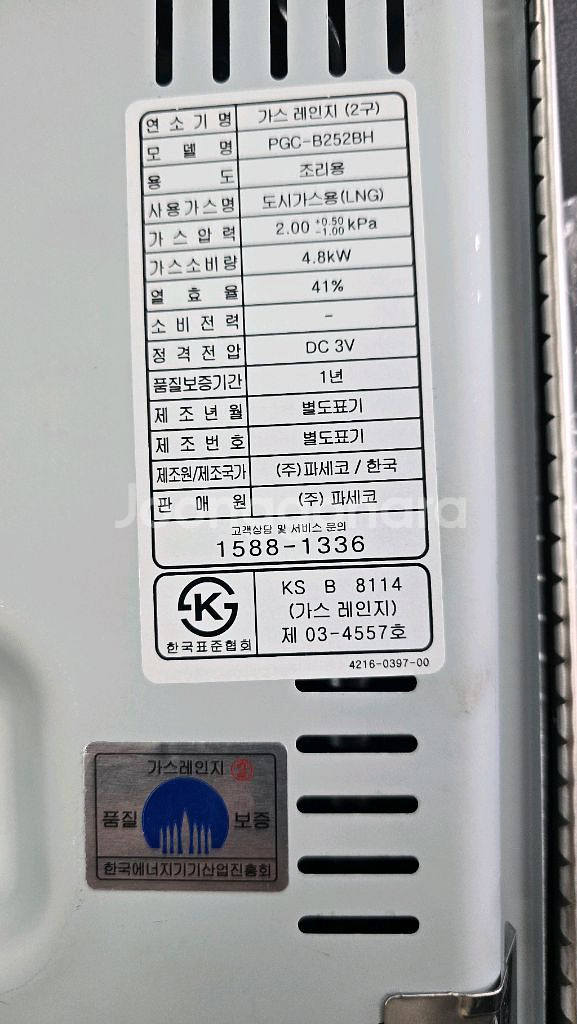 연소기명 가스 레인지 (2구)
모델명 PGC-B252BH
용도 조리용
사용가스명 도시가스용(LNG)
가스압력 2.00 +0.50 -1.00 kPa
가스소비량 4.8kW
열효율 41%
소비전력 -
정격전압 DC 3V
품질보증기간 1년
제조년월 별도표기
제조번호 별도표기
제조원/제조국가 (주)파세코 / 한국
판매원 (주) 파세코
Joongonara
고객상담 및 서비스 문의
1588-1336
KS B 8114
(가스 레인지)
한국표준협회 제 03-4557호
4216-0397-00
가스레인지
품질 보증
한국에너지기기산업진흥회